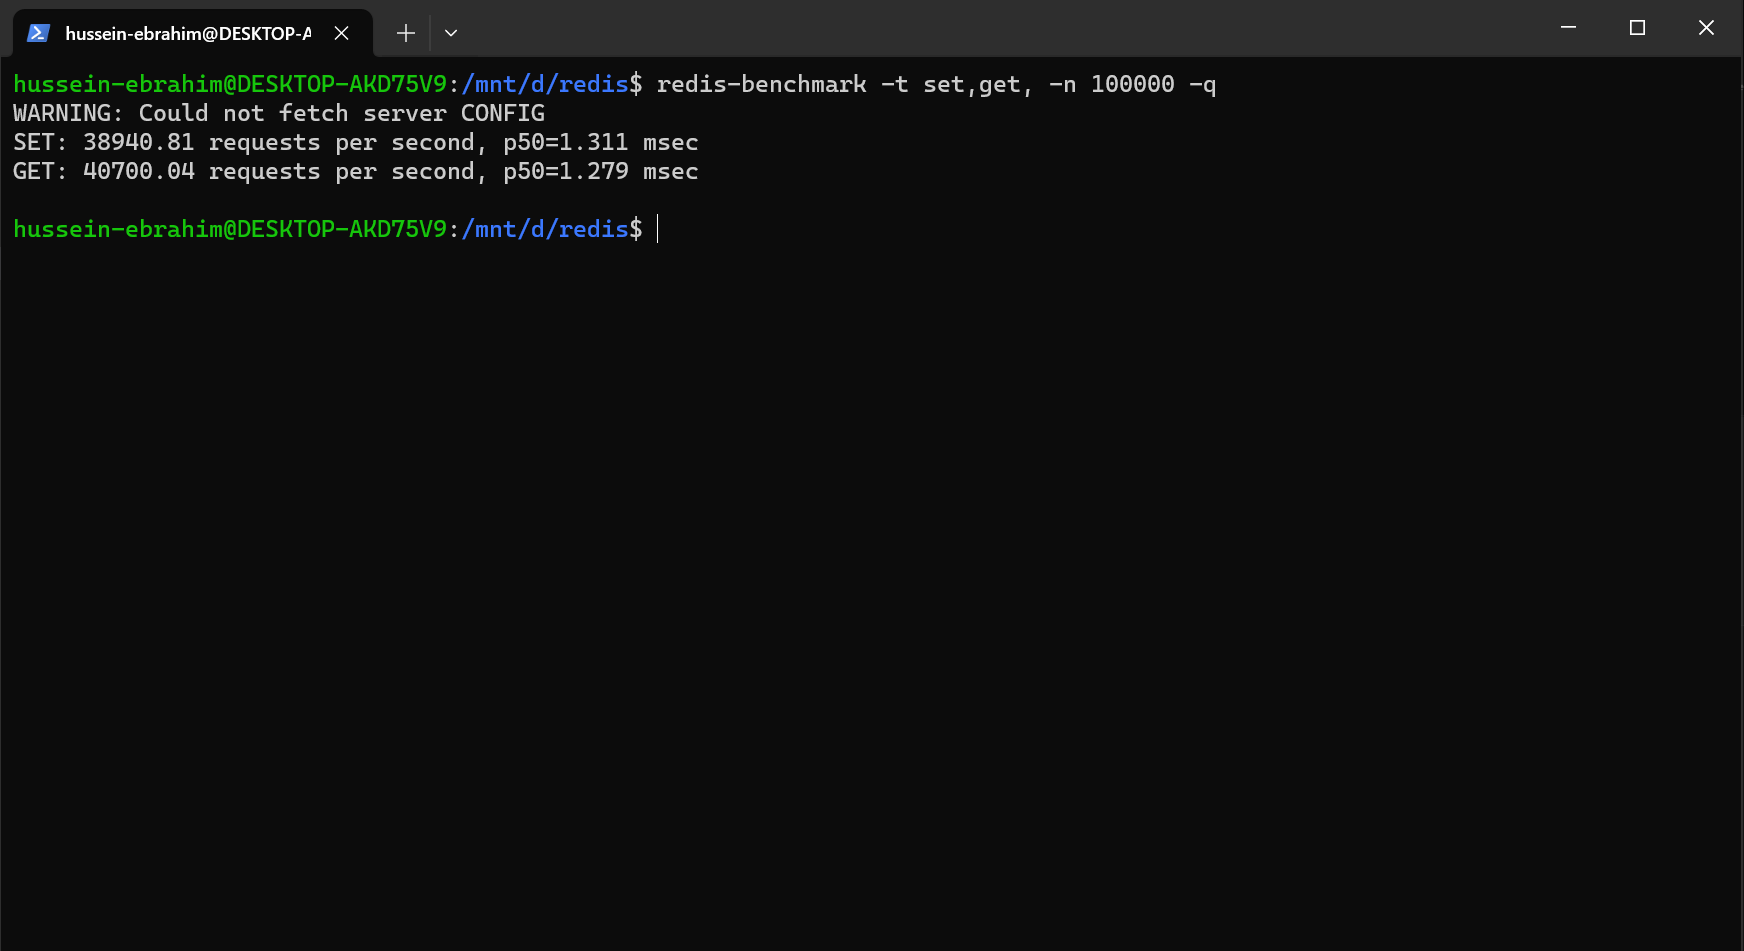 hussein-ebrahim@DESKTOP-A
hussein-ebrahim@DESKTOP-AKD75V9:/mnt/d/redis$ redis-benchmark -t set,get, -n 100000 -q
WARNING: Could not fetch server CONFIG
SET: 38940.81 requests per second, p50=1.311 msec
GET: 40700.04 requests per second, p50=1.279 msec
hussein-ebrahim@DESKTOP-AKD75V9:/mnt/d/redis$